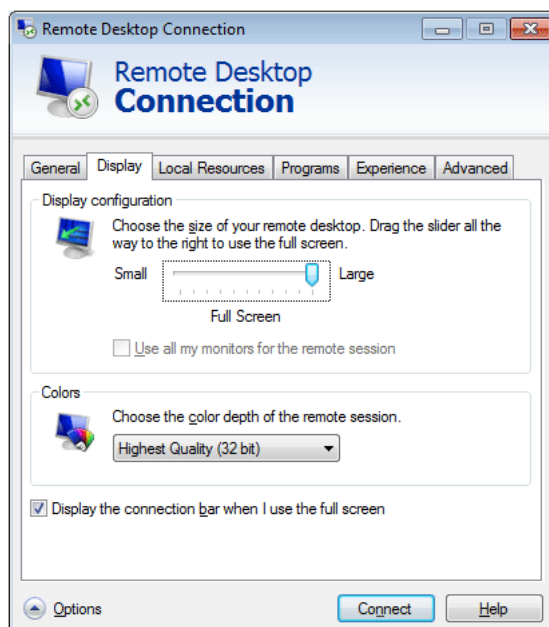 Remote Desktop Connection
Remote Desktop
Connection
General Display Local Resources Programs Experience Advanced
Display configuration
Choose the size of your remote desktop. Drag the slider all the
way to the right to use the full screen.
Small Large
Full Screen
Use all my monitors for the remote session
Colors
Choose the color depth of the remote session.
Highest Quality (32 bit)
Display the connection bar when I use the full screen
Options Connect Help